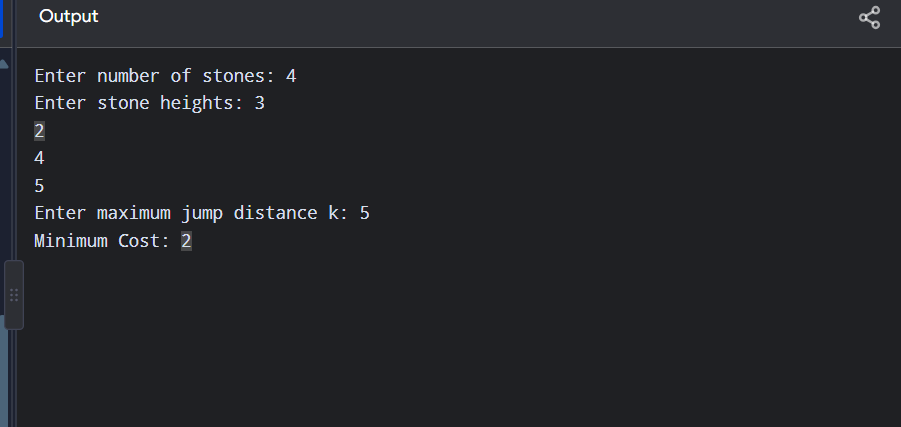 Output
Enter number of stones: 4
Enter stone heights: 3
2
4
5
Enter maximum jump distance k: 5
Minimum Cost: 2